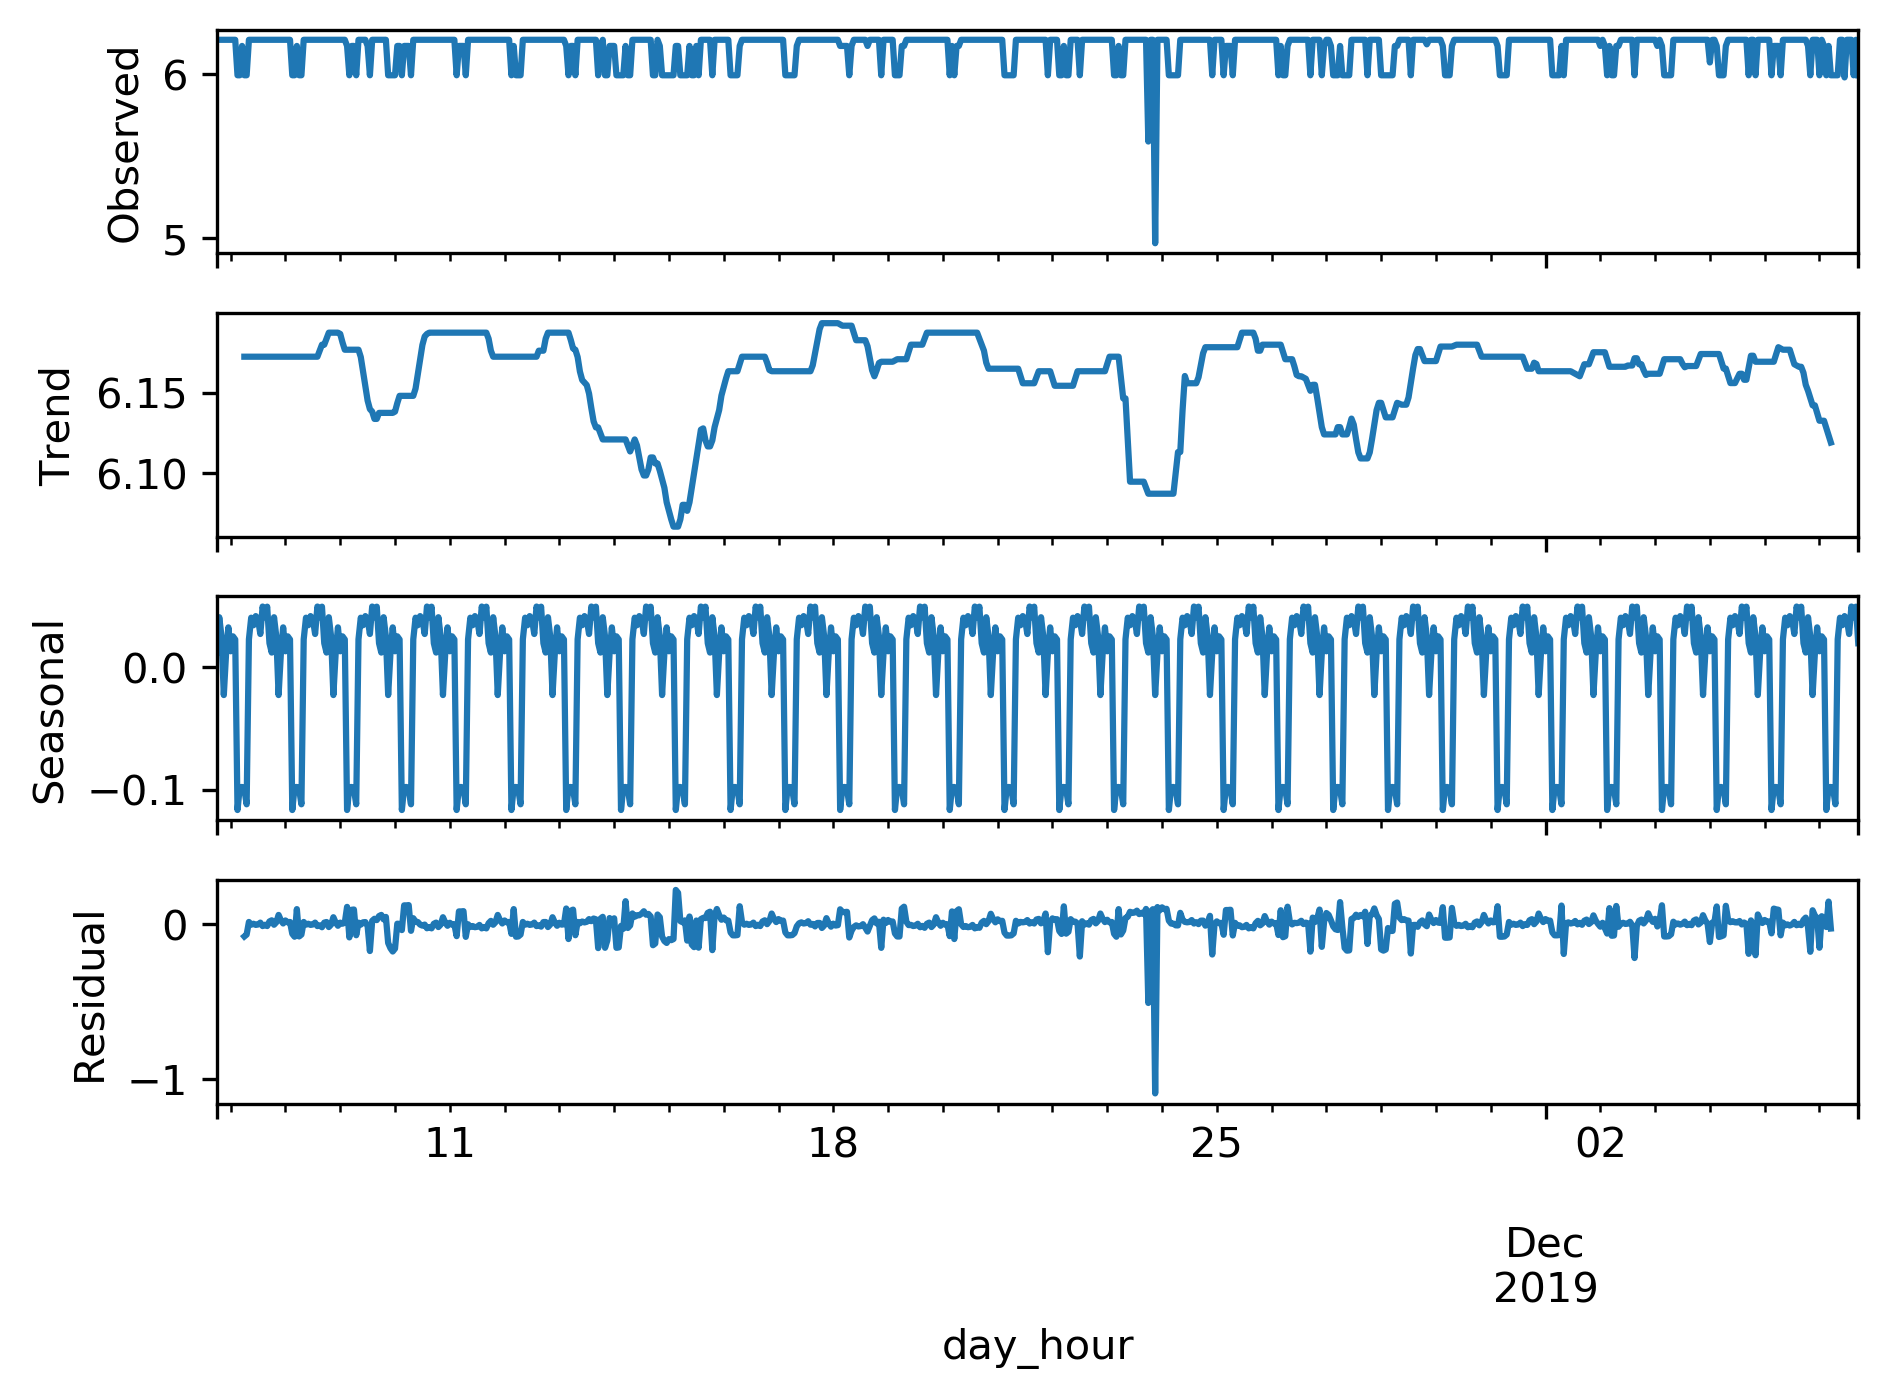 Observed
6
5
Trend
6.15
6.10
Seasonal
0.0
−0.1
Residual
0
−1
11 18 25 02
Dec
2019
day_hour